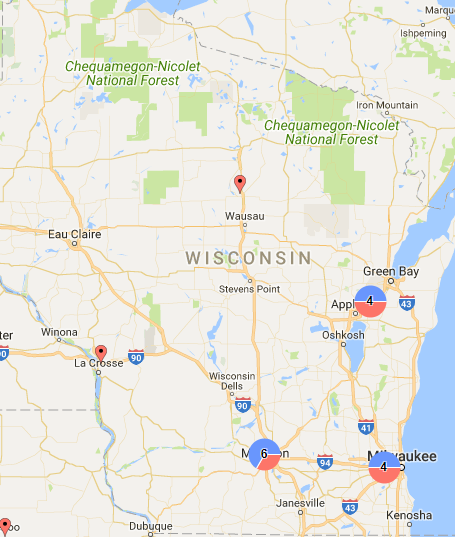 Marqu
Ishpeming
Chequamegon-Nicolet
National Forest
Iron Mountain
Chequamegon-Nicolet
National Forest
Wausau
Eau Claire
WISCONSIN
Green Bay
Stevens Point
4
43
Appl
Oshkosh
Winona
ter
90
90
La Crosse
Wisconsin
Dells
90
41
6
M
on
94
4
Milwaukee
Janesville
43
Kenosha
Dubuque
oo